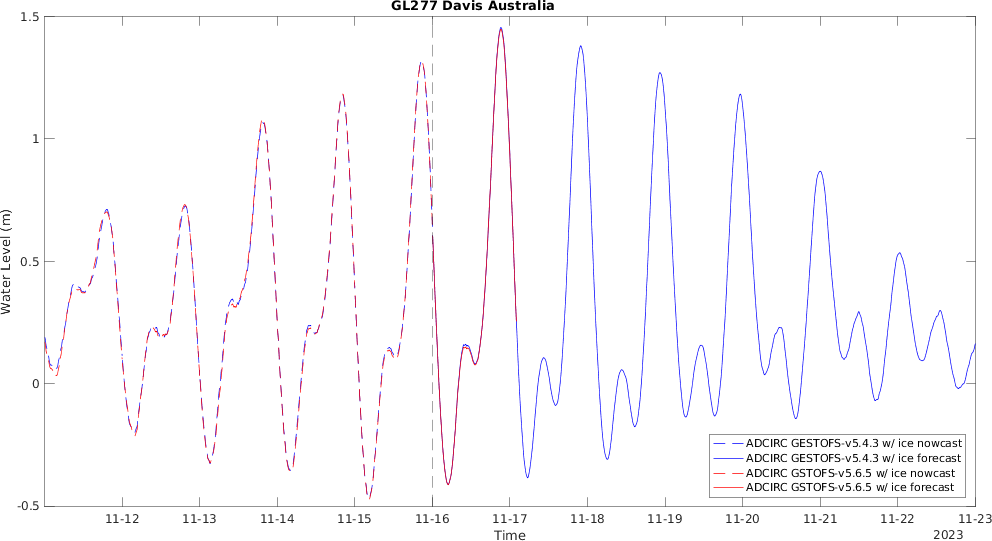 GL277 Davis Australia
1.5
1
0.5
0
-0.5
Water Level (m)
11-12 11-13 11-14 11-15 11-16 11-17 11-18 11-19 11-20 11-21 11-22 11-23
Time
2023
ADCIRC GESTOFS-v5.4.3 w/ ice nowcast
ADCIRC GESTOFS-v5.4.3 w/ ice forecast
ADCIRC GSTOFS-v5.6.5 w/ ice nowcast
ADCIRC GSTOFS-v5.6.5 w/ ice forecast